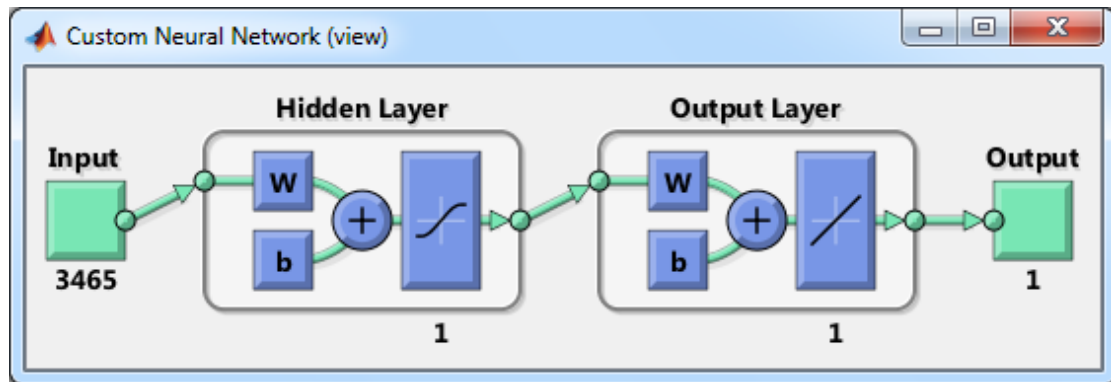 Custom Neural Network (view)
Hidden Layer
Output Layer
Input
Output
W
W
b
b
3465
1
1
1